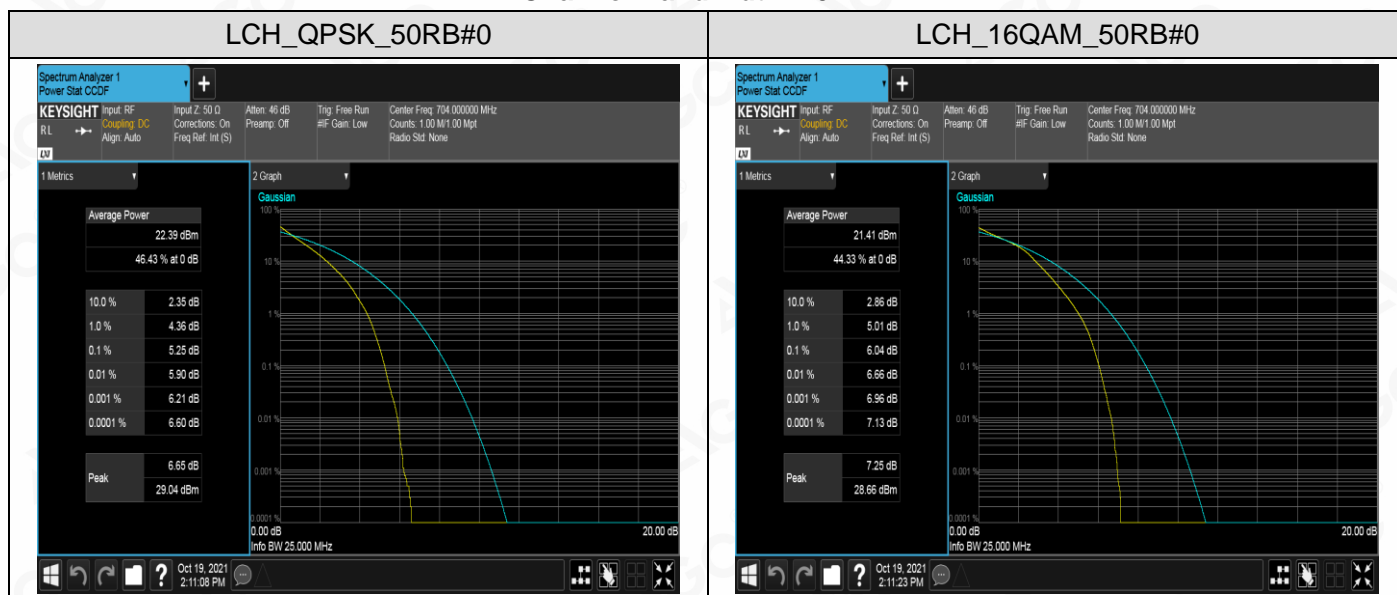 LCH_QPSK_50RB#0
Spectrum Analyzer 1
Power Stat CCDF
+
KEYSIGHT
RL
LXI
Input: RF
Coupling: DC
Align: Auto
Input Z: 50 Ω
Corrections: On
Freq Ref: Int (S)
Atten: 46 dB
Preamp: Off
Trig: Free Run
#IF Gain: Low
Center Freq: 704.000000 MHz
Counts: 1.00 M/1.00 Mpt
Radio Std: None
1 Metrics
Average Power
22.39 dBm
46.43 % at 0 dB
10.0 % 2.35 dB
1.0 % 4.36 dB
0.1 % 5.25 dB
0.01 % 5.90 dB
0.001 % 6.21 dB
0.0001 % 6.60 dB
Peak
6.65 dB
29.04 dBm
2 Graph
Gaussian
100 %
10 %
1 %
0.1 %
0.01 %
0.001 %
0.0001 %
0.00 dB 20.00 dB
Info BW 25.000 MHz
?
Oct 19, 2021
2:11:08 PM
LCH_16QAM_50RB#0
Spectrum Analyzer 1
Power Stat CCDF
+
KEYSIGHT
RL
LXI
Input: RF
Coupling: DC
Align: Auto
Input Z: 50 Ω
Corrections: On
Freq Ref: Int (S)
Atten: 46 dB
Preamp: Off
Trig: Free Run
#IF Gain: Low
Center Freq: 704.000000 MHz
Counts: 1.00 M/1.00 Mpt
Radio Std: None
1 Metrics
Average Power
21.41 dBm
44.33 % at 0 dB
10.0 % 2.86 dB
1.0 % 5.01 dB
0.1 % 6.04 dB
0.01 % 6.66 dB
0.001 % 6.96 dB
0.0001 % 7.13 dB
Peak
7.25 dB
28.66 dBm
2 Graph
Gaussian
100 %
10 %
1 %
0.1 %
0.01 %
0.001 %
0.0001 %
0.00 dB 20.00 dB
Info BW 25.000 MHz
?
Oct 19, 2021
2:11:23 PM